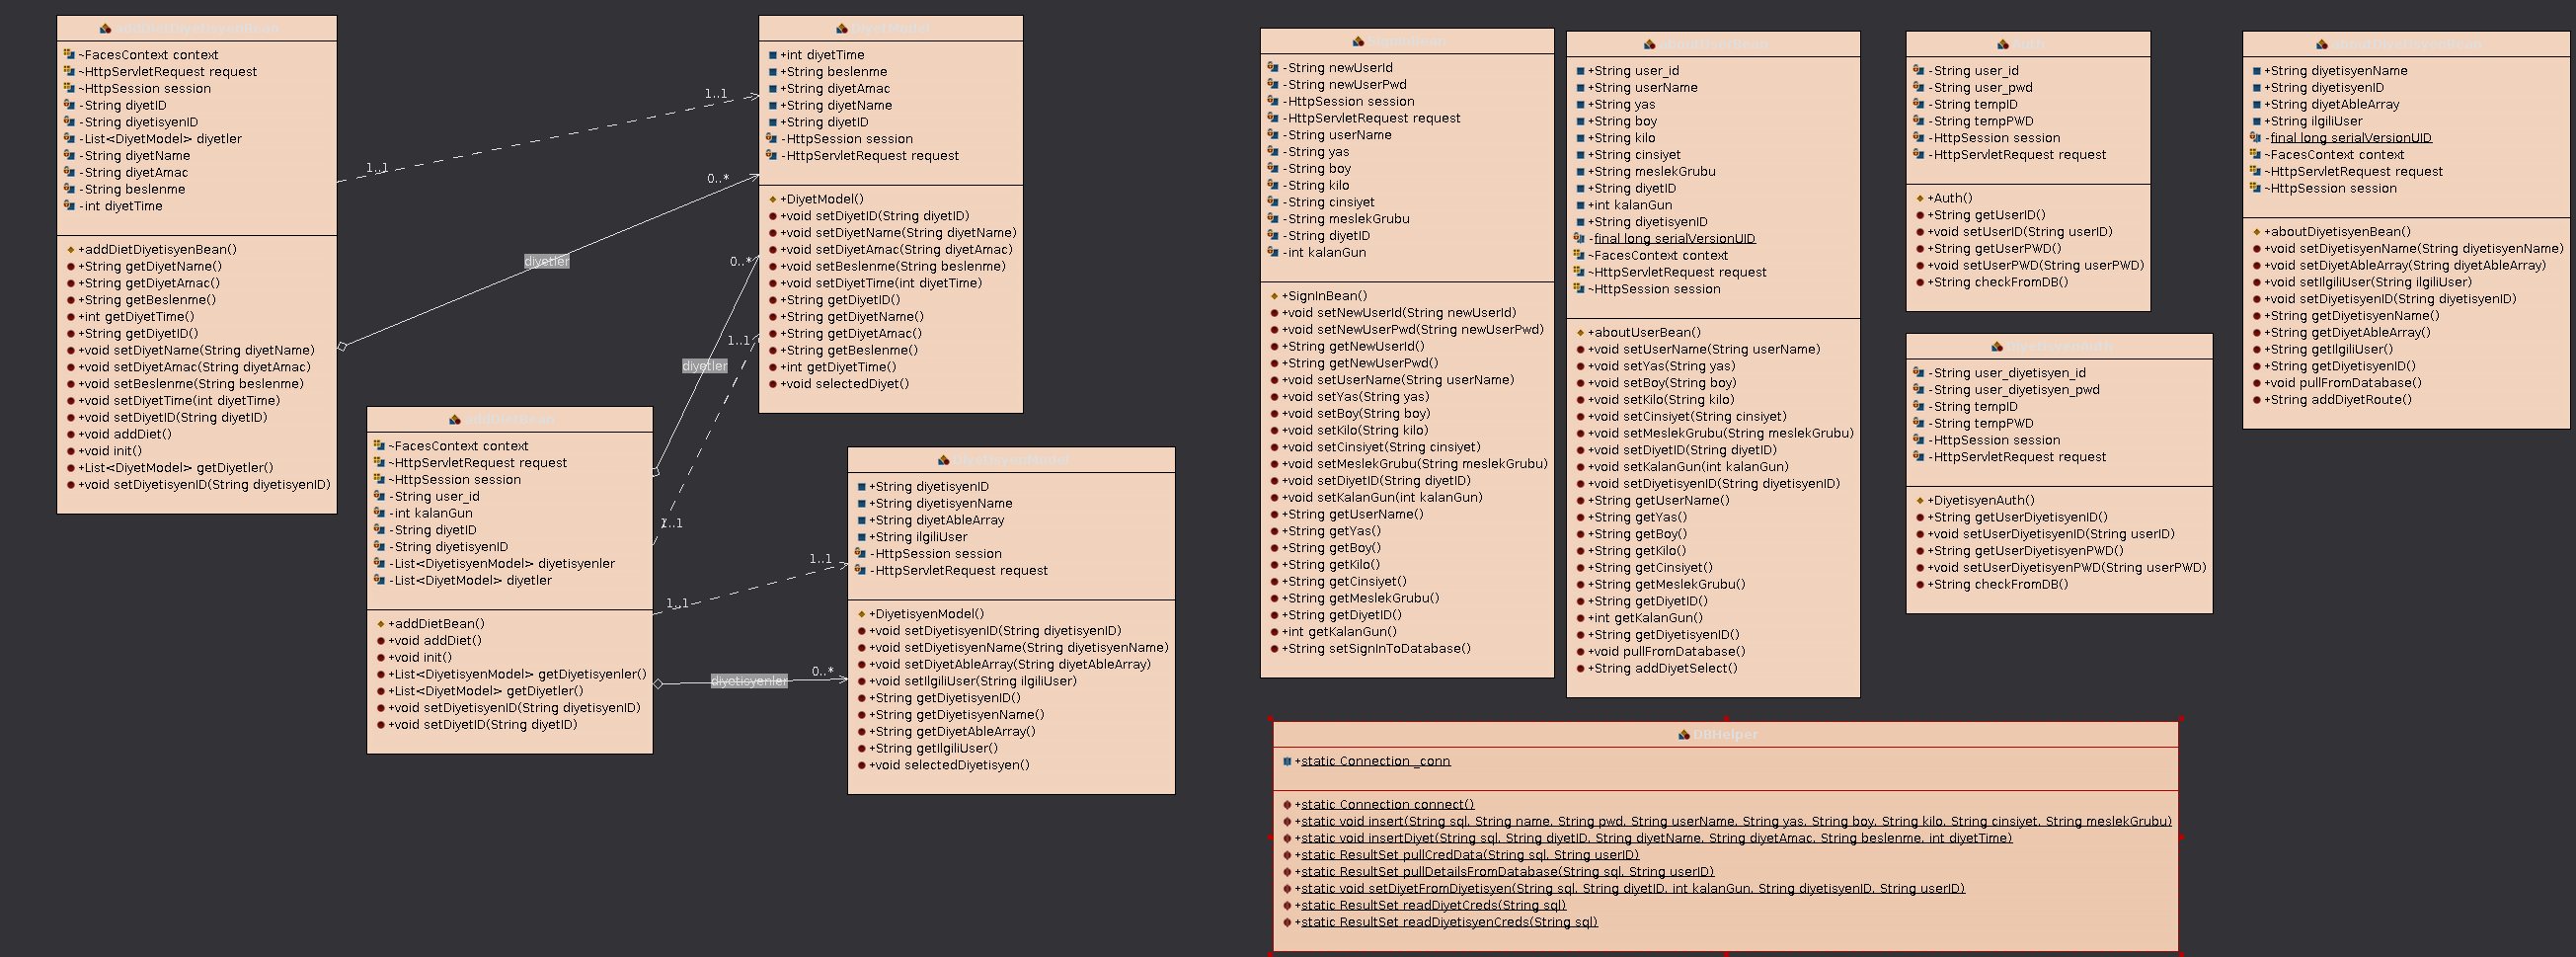 addDietDiyetisyenBean
~FacesContext context
~HttpServletRequest request
~HttpSession session
-String diyetID
-String diyetisyenID
-List<DiyetModel> diyetler
-String diyetName
-String diyetAmac
-String beslenme
-int diyetTime
+addDietDiyetisyenBean()
+String getDiyetName()
+String getDiyetAmac()
+String getBeslenme()
+int getDiyetTime()
+String getDiyetID()
+void setDiyetName(String diyetName)
+void setDiyetAmac(String diyetAmac)
+void setBeslenme(String beslenme)
+void setDiyetTime(int diyetTime)
+void setDiyetID(String diyetID)
+void addDiet()
+void init()
+List<DiyetModel> getDiyetler()
+void setDiyetisyenID(String diyetisyenID)
1..1
1..1
0..*
diyetler
0..*
diyetler
1..1
1..1
DiyetModel
+int diyetTime
+String beslenme
+String diyetAmac
+String diyetName
+String diyetID
-HttpSession session
-HttpServletRequest request
+DiyetModel()
+void setDiyetID(String diyetID)
+void setDiyetName(String diyetName)
+void setDiyetAmac(String diyetAmac)
+void setBeslenme(String beslenme)
+void setDiyetTime(int diyetTime)
+String getDiyetID()
+String getDiyetName()
+String getDiyetAmac()
+String getBeslenme()
+int getDiyetTime()
+void selectedDiyet()
addDietBean
~FacesContext context
~HttpServletRequest request
~HttpSession session
-String user_id
-int kalanGun
-String diyetID
-String diyetisyenID
-List<DiyetisyenModel> diyetisyenler
-List<DiyetModel> diyetler
+addDietBean()
+void addDiet()
+void init()
+List<DiyetisyenModel> getDiyetisyenler()
+List<DiyetModel> getDiyetler()
+void setDiyetisyenID(String diyetisyenID)
+void setDiyetID(String diyetID)
1..1
1..1
diyetisyenler
0..*
DiyetisyenModel
+String diyetisyenID
+String diyetisyenName
+String diyetAbleArray
+String ilgiliUser
-HttpSession session
-HttpServletRequest request
+DiyetisyenModel()
+void setDiyetisyenID(String diyetisyenID)
+void setDiyetisyenName(String diyetisyenName)
+void setDiyetAbleArray(String diyetAbleArray)
+void setIlgiliUser(String ilgiliUser)
+String getDiyetisyenID()
+String getDiyetisyenName()
+String getDiyetAbleArray()
+String getIlgiliUser()
+void selectedDiyetisyen()
SignInBean
-String newUserId
-String newUserPwd
-HttpSession session
-HttpServletRequest request
-String userName
-String yas
-String boy
-String kilo
-String cinsiyet
-String meslekGrubu
-String diyetID
-int kalanGun
+SignInBean()
+void setNewUserId(String newUserId)
+void setNewUserPwd(String newUserPwd)
+String getNewUserId()
+String getNewUserPwd()
+void setUserName(String userName)
+void setYas(String yas)
+void setBoy(String boy)
+void setKilo(String kilo)
+void setCinsiyet(String cinsiyet)
+void setMeslekGrubu(String meslekGrubu)
+void setDiyetID(String diyetID)
+void setKalanGun(int kalanGun)
+String getUserName()
+String getYas()
+String getBoy()
+String getKilo()
+String getCinsiyet()
+String getMeslekGrubu()
+String getDiyetID()
+int getKalanGun()
+String setSignInToDatabase()
aboutUserBean
+String user_id
+String userName
+String yas
+String boy
+String kilo
+String cinsiyet
+String meslekGrubu
+String diyetID
+int kalanGun
+String diyetisyenID
-final long serialVersionUID
~FacesContext context
~HttpServletRequest request
~HttpSession session
+aboutUserBean()
+void setUserName(String userName)
+void setYas(String yas)
+void setBoy(String boy)
+void setKilo(String kilo)
+void setCinsiyet(String cinsiyet)
+void setMeslekGrubu(String meslekGrubu)
+void setDiyetID(String diyetID)
+void setKalanGun(int kalanGun)
+void setDiyetisyenID(String diyetisyenID)
+String getUserName()
+String getYas()
+String getBoy()
+String getKilo()
+String getCinsiyet()
+String getMeslekGrubu()
+String getDiyetID()
+int getKalanGun()
+String getDiyetisyenID()
+void pullFromDatabase()
+String addDiyetSelect()
Auth
-String user_id
-String user_pwd
-String tempID
-String tempPWD
-HttpSession session
-HttpServletRequest request
+Auth()
+String getUserID()
+void setUserID(String userID)
+String getUserPWD()
+void setUserPWD(String userPWD)
+String checkFromDB()
DiyetisyenAuth
-String user_diyetisyen_id
-String user_diyetisyen_pwd
-String tempID
-String tempPWD
-HttpSession session
-HttpServletRequest request
+DiyetisyenAuth()
+String getUserDiyetisyenID()
+void setUserDiyetisyenID(String userID)
+String getUserDiyetisyenPWD()
+void setUserDiyetisyenPWD(String userPWD)
+String checkFromDB()
aboutDiyetisyenBean
+String diyetisyenName
+String diyetisyenID
+String diyetAbleArray
+String ilgiliUser
-final long serialVersionUID
~FacesContext context
~HttpServletRequest request
~HttpSession session
+aboutDiyetisyenBean()
+void setDiyetisyenName(String diyetisyenName)
+void setDiyetAbleArray(String diyetAbleArray)
+void setIlgiliUser(String ilgiliUser)
+void setDiyetisyenID(String diyetisyenID)
+String getDiyetisyenName()
+String getDiyetAbleArray()
+String getIlgiliUser()
+String getDiyetisyenID()
+void pullFromDatabase()
+String addDiyetRoute()
DBHelper
+static Connection _conn
+static Connection connect()
+static void insert(String sql, String name, String pwd, String userName, String yas, String boy, String kilo, String cinsiyet, String meslekGrubu)
+static void insertDiyet(String sql, String diyetID, String diyetName, String diyetAmac, String beslenme, int diyetTime)
+static ResultSet pullCredData(String sql, String userID)
+static ResultSet pullDetailsFromDatabase(String sql, String userID)
+static void setDiyetFromDiyetisyen(String sql, String diyetID, int kalanGun, String diyetisyenID, String userID)
+static ResultSet readDiyetCreds(String sql)
+static ResultSet readDiyetisyenCreds(String sql)